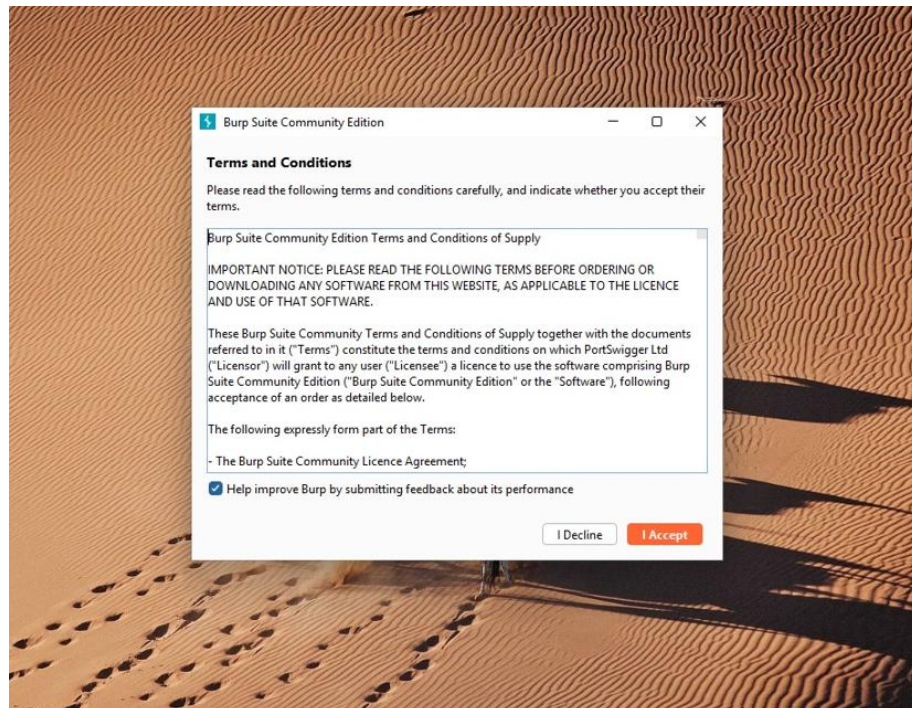 Burp Suite Community Edition
Terms and Conditions
Please read the following terms and conditions carefully, and indicate whether you accept their
terms.
Burp Suite Community Edition Terms and Conditions of Supply
IMPORTANT NOTICE: PLEASE READ THE FOLLOWING TERMS BEFORE ORDERING OR
DOWNLOADING ANY SOFTWARE FROM THIS WEBSITE, AS APPLICABLE TO THE LICENCE
AND USE OF THAT SOFTWARE.
These Burp Suite Community Terms and Conditions of Supply together with the documents
referred to in it ("Terms") constitute the terms and conditions on which PortSwigger Ltd
("Licensor") will grant to any user ("Licensee") a licence to use the software comprising Burp
Suite Community Edition ("Burp Suite Community Edition" or the "Software"), following
acceptance of an order as detailed below.
The following expressly form part of the Terms:
- The Burp Suite Community Licence Agreement;
Help improve Burp by submitting feedback about its performance
I Decline I Accept